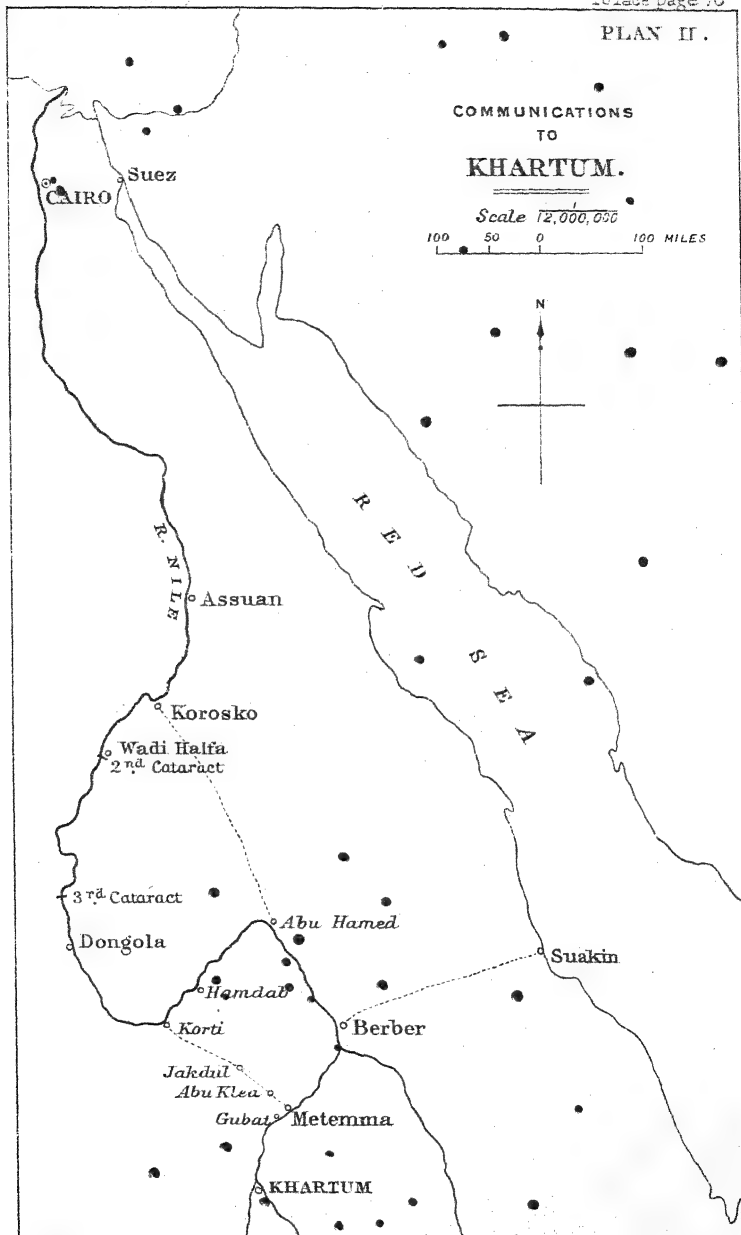 PLAN II.
COMMUNICATIONS
TO
KHARTUM.
Scale 1/12,000,000
100 50 0 100 MILES
N
Suez
CAIRO
R. NILE
RED SEA
Assuan
Korosko
Wadi Halfa
2nd Cataract
3rd Cataract
Abu Hamed
Dongola
Suakin
Hamdab
Korti
Berber
Jakdul
Abu Klea
Gubat
Metemma
KHARTUM